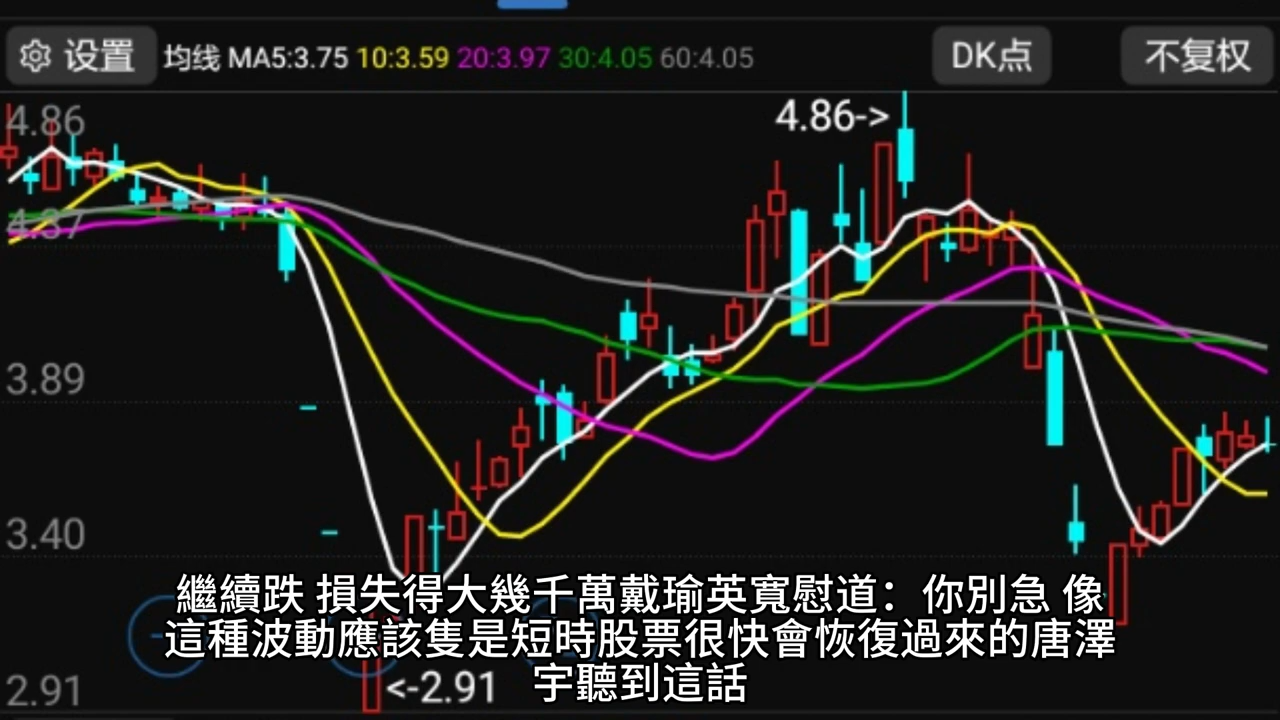 设置 均线 MA5:3.75 10:3.59 20:3.97 30:4.05 60:4.05 DK点 不复权
4.86
4.86->
4.37
3.89
3.40
繼續跌 損失得大幾千萬戴瑜英寬慰道：你別急 像
這種波動應該隻是短時股票很快會恢復過來的唐澤
宇聽到這話
2.91
<-2.91